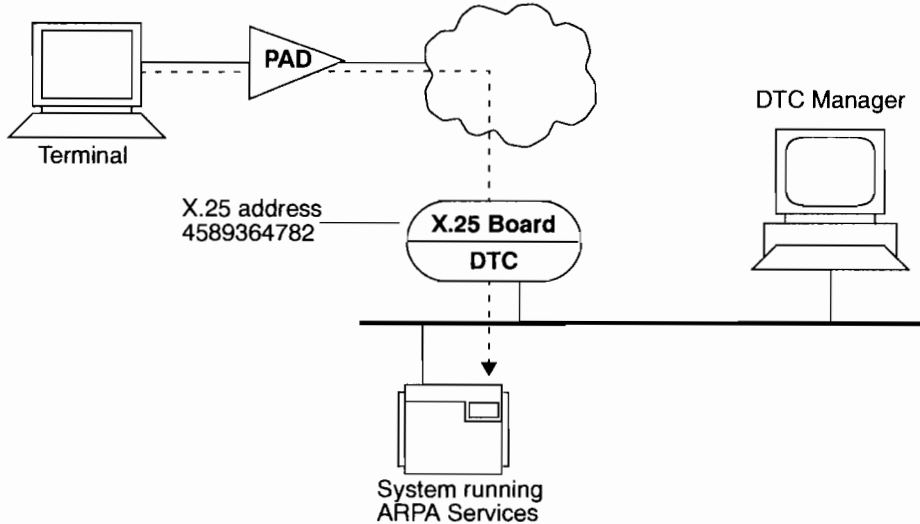 PAD
DTC Manager
Terminal
X.25 address
4589364782
X.25 Board
DTC
System running
ARPA Services